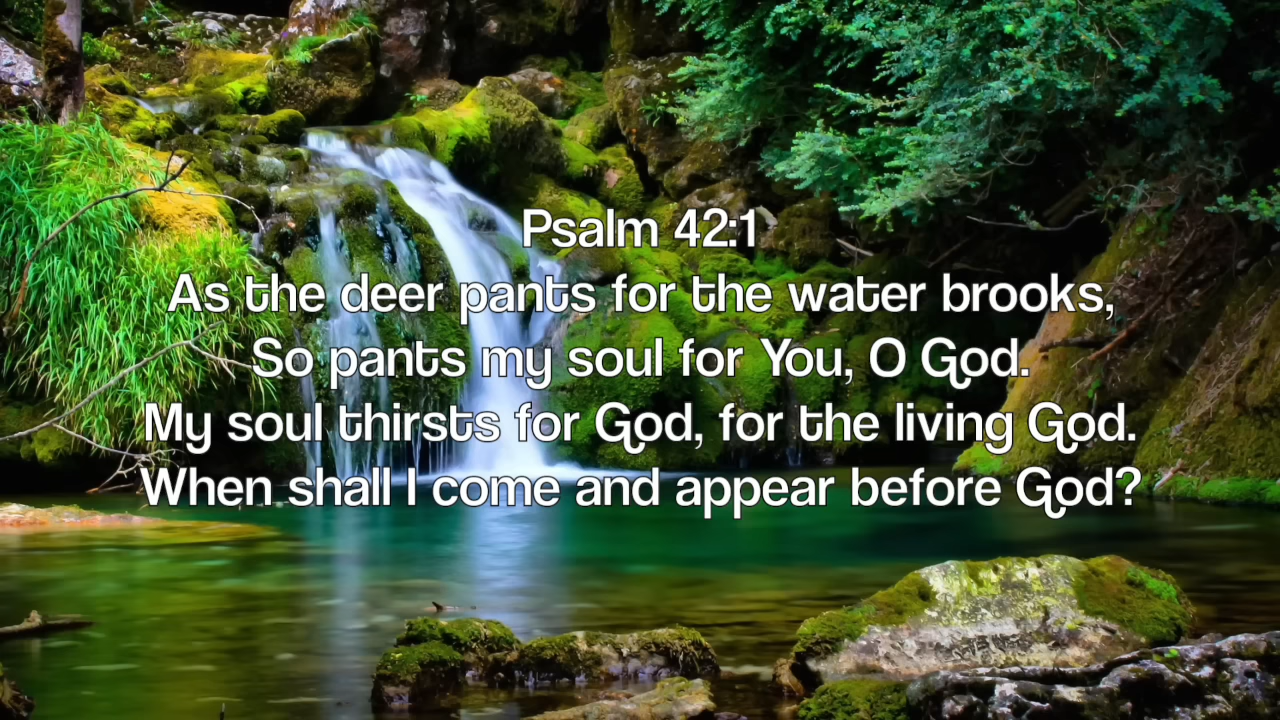 Psalm 42:1
As the deer pants for the water brooks,
So pants my soul for You, O God.
My soul thirsts for God, for the living God.
When shall I come and appear before God?